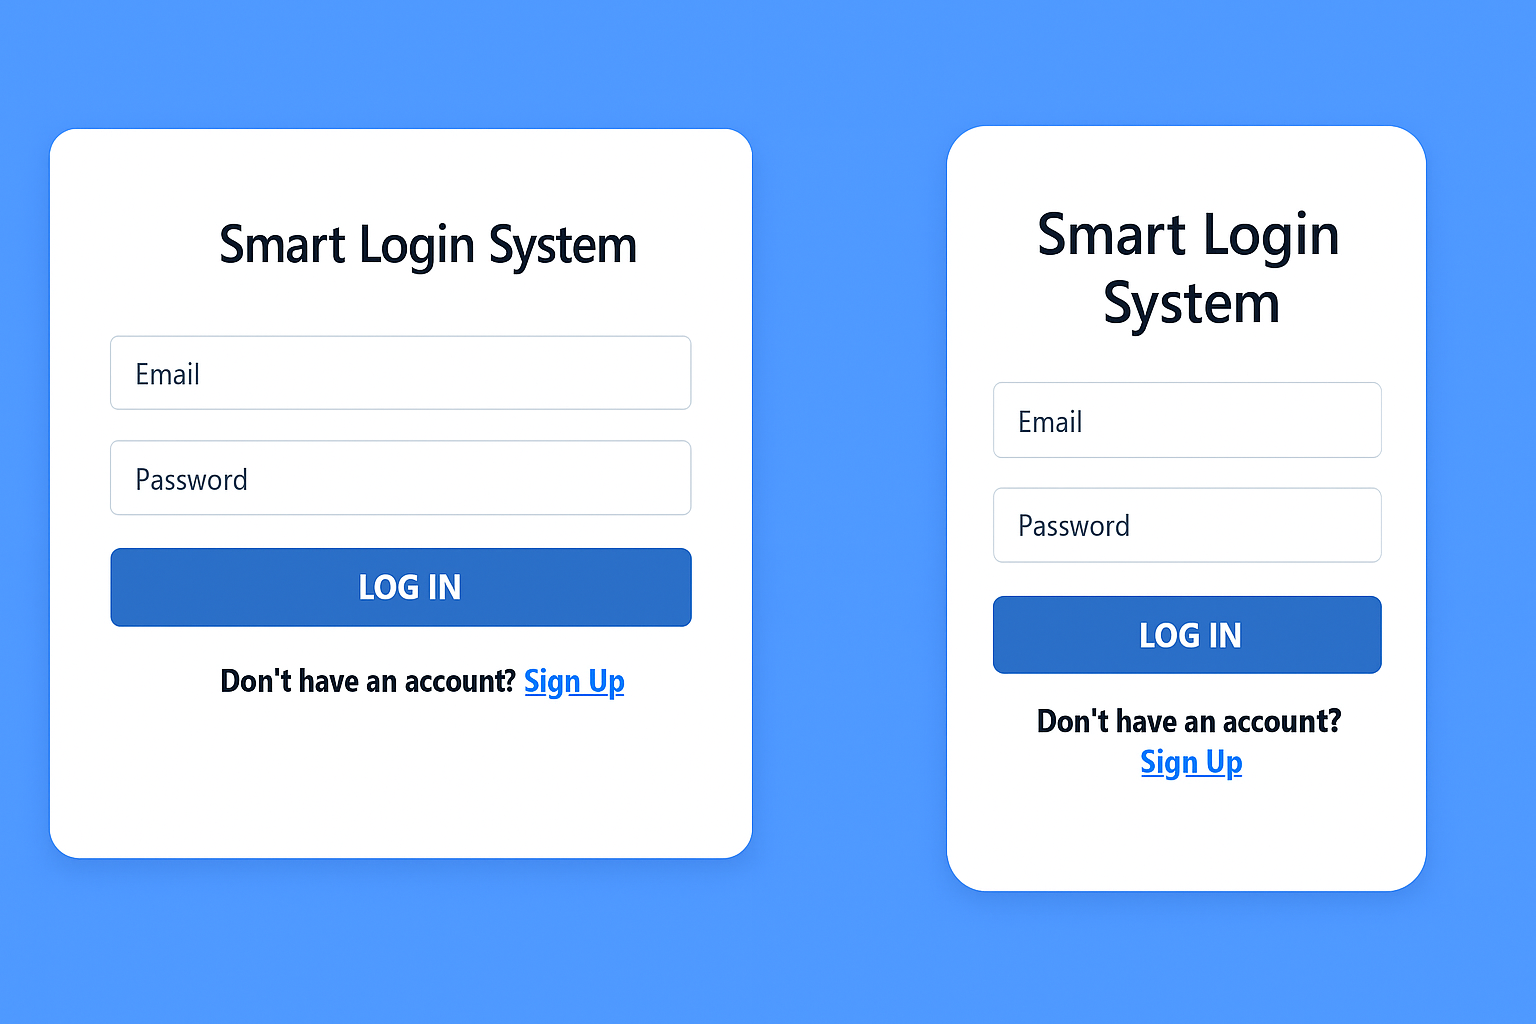 Smart Login System
Email
Password
LOG IN
Don't have an account? Sign Up
Smart Login
System
Email
Password
LOG IN
Don't have an account?
Sign Up